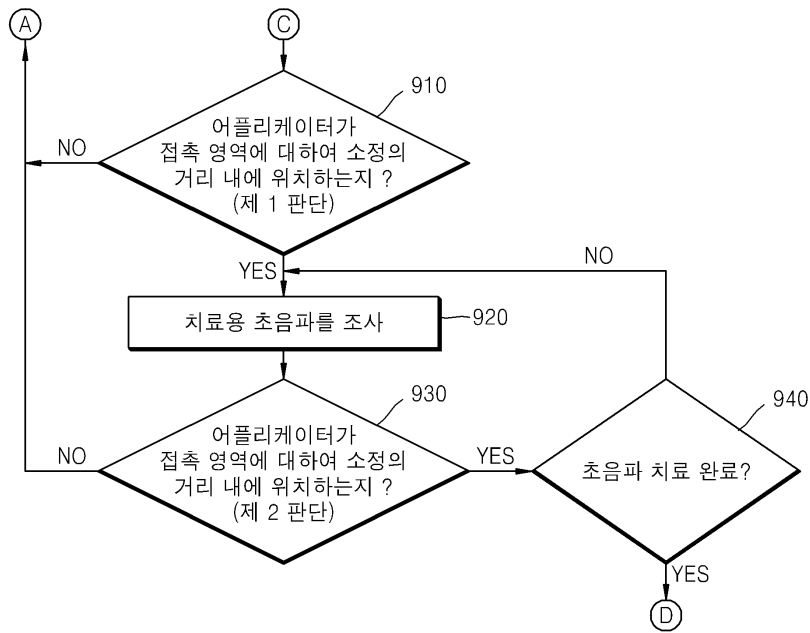 A
C
910
어플리케이터가
접촉 영역에 대하여 소정의
거리 내에 위치하는지 ?
(제 1 판단)
NO
YES
NO
치료용 초음파를 조사
920
930
어플리케이터가
접촉 영역에 대하여 소정의
거리 내에 위치하는지 ?
(제 2 판단)
NO
YES
940
초음파 치료 완료?
YES
D